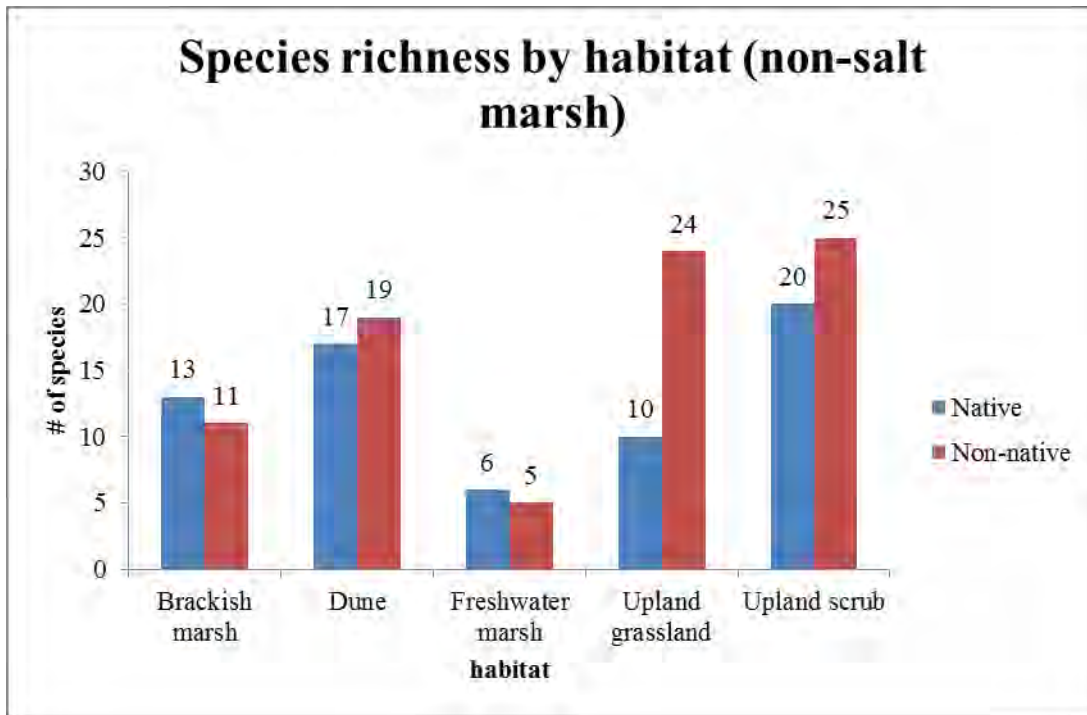 Species richness by habitat (non-salt
marsh)
30
25
20
15
10
5
0
# of species
13
11
17
19
6
5
10
24
20
25
Brackish
marsh
Dune
Freshwater
marsh
Upland
grassland
Upland scrub
habitat
Native
Non-native